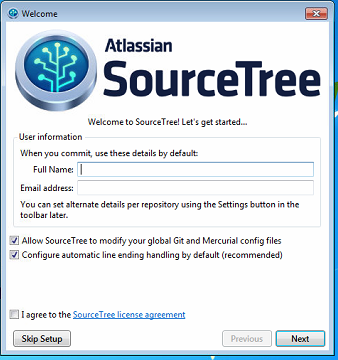 Welcome
Atlassian
SourceTree
Welcome to SourceTree! Let's get started...
User information
When you commit, use these details by default:
Full Name:
Email address:
You can set alternate details per repository using the Settings button in the
toolbar later.
Allow SourceTree to modify your global Git and Mercurial config files
Configure automatic line ending handling by default (recommended)
I agree to the SourceTree license agreement
Skip Setup Previous Next